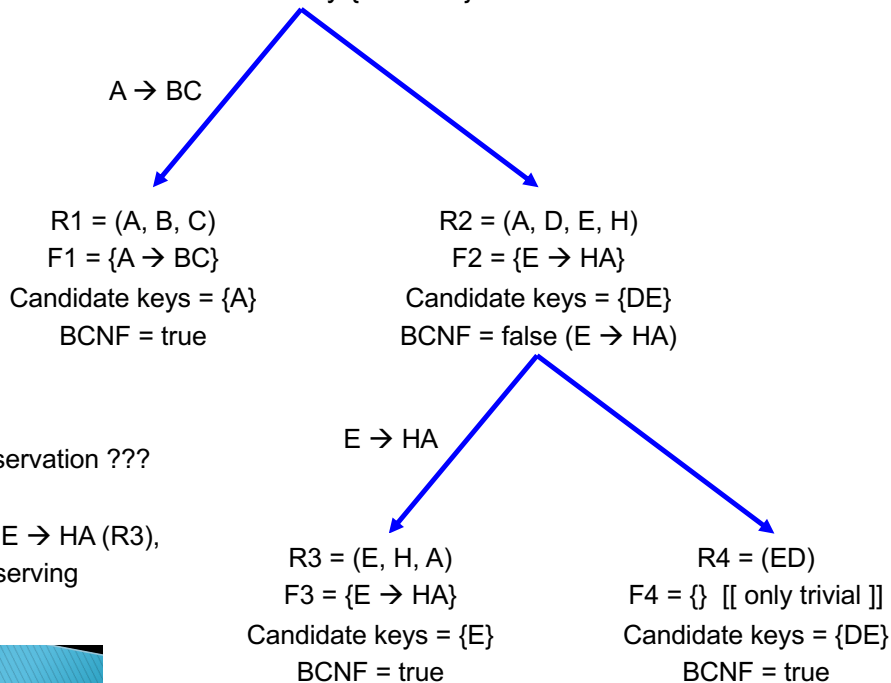 A → BC
R1 = (A, B, C)
F1 = {A → BC}
Candidate keys = {A}
BCNF = true
R2 = (A, D, E, H)
F2 = {E → HA}
Candidate keys = {DE}
BCNF = false (E → HA)
servation ???
E → HA (R3),
serving
E → HA
R3 = (E, H, A)
F3 = {E → HA}
Candidate keys = {E}
BCNF = true
R4 = (ED)
F4 = {} [[ only trivial ]]
Candidate keys = {DE}
BCNF = true